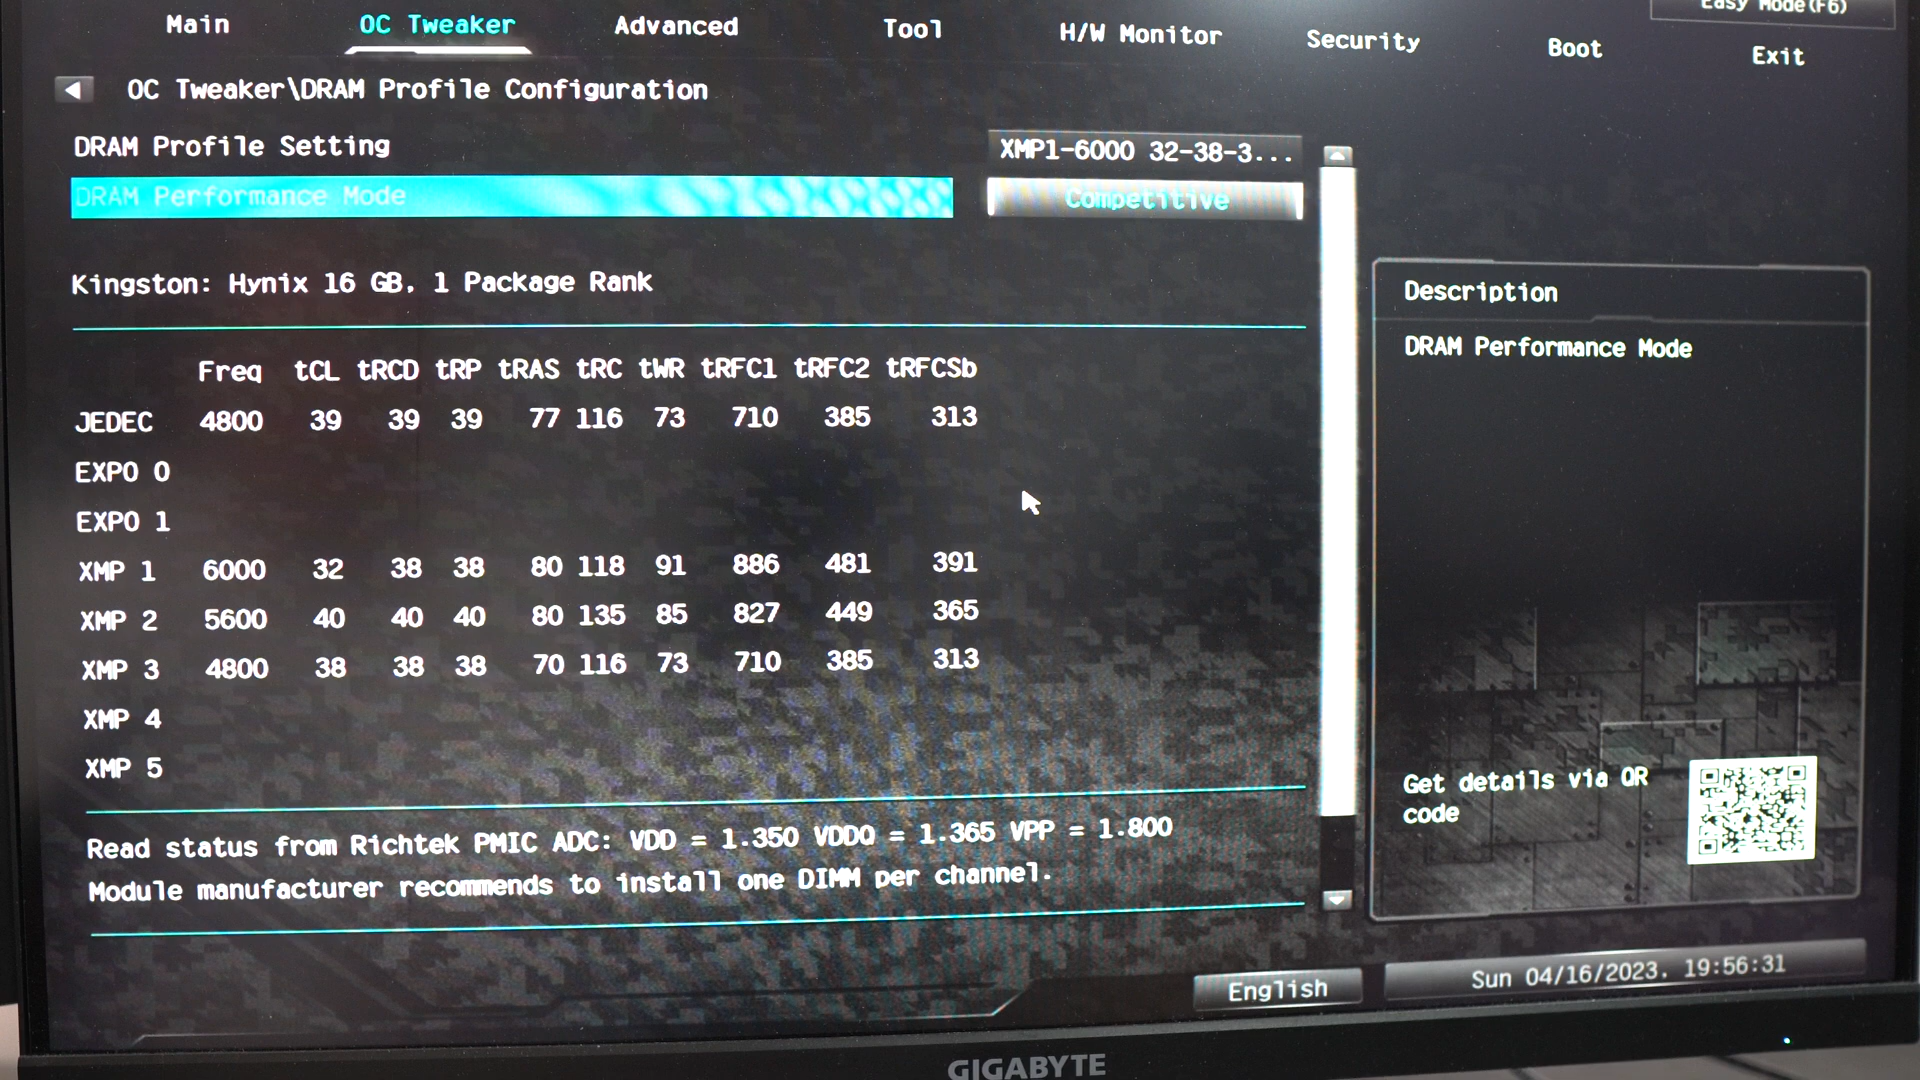 Easy Mode(F6)
Main OC Tweaker Advanced Tool H/W Monitor Security Boot Exit
OC Tweaker\DRAM Profile Configuration
DRAM Profile Setting XMP1-6000 32-38-3...
DRAM Performance Mode Competitive
Kingston: Hynix 16 GB, 1 Package Rank
Freq tCL tRCD tRP tRAS tRC tWR tRFC1 tRFC2 tRFCSb
JEDEC 4800 39 39 39 77 116 73 710 385 313
EXPO 0
EXPO 1
XMP 1 6000 32 38 38 80 118 91 886 481 391
XMP 2 5600 40 40 40 80 135 85 827 449 365
XMP 3 4800 38 38 38 70 116 73 710 385 313
XMP 4
XMP 5
Read status from Richtek PMIC ADC: VDD = 1.350 VDDQ = 1.365 VPP = 1.800
Module manufacturer recommends to install one DIMM per channel.
Description
DRAM Performance Mode
Get details via QR
code
English
Sun 04/16/2023, 19:56:31
GIGABYTE